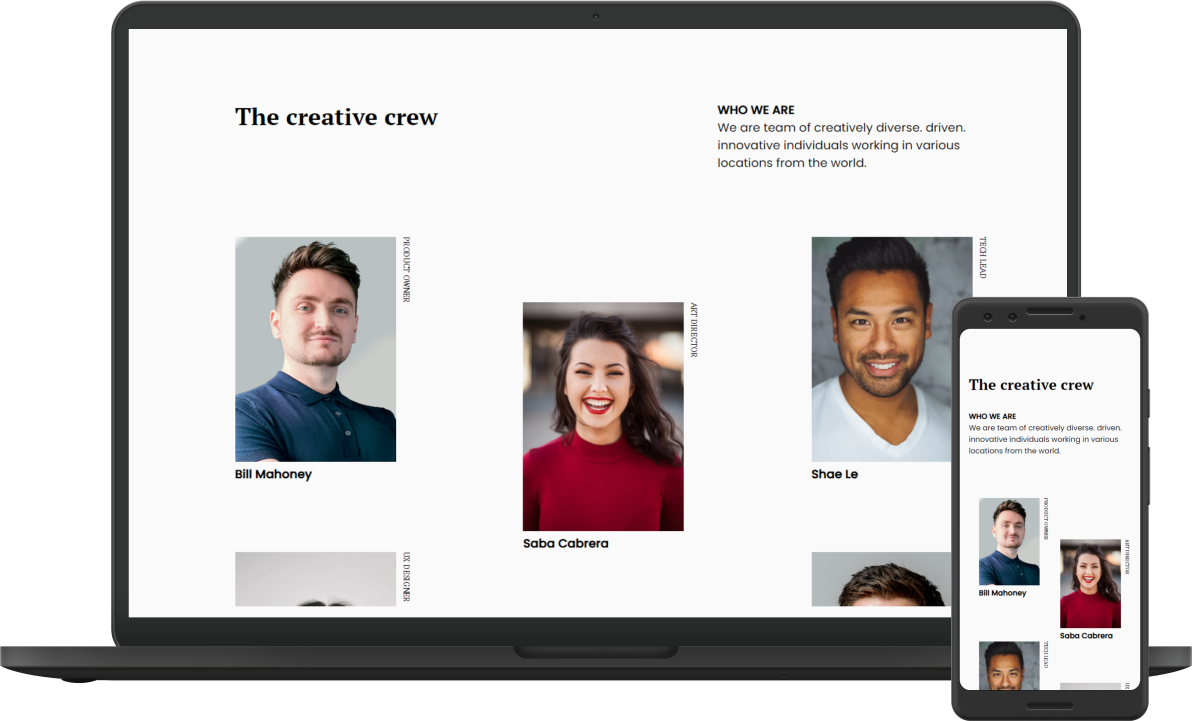 The creative crew
WHO WE ARE
We are team of creatively diverse. driven.
innovative individuals working in various
locations from the world.
PRODUCT OWNER
Bill Mahoney
ART DIRECTOR
Saba Cabrera
TECH LEAD
Shae Le
UX DESIGNER
The creative crew
WHO WE ARE
We are team of creatively diverse. driven.
innovative individuals working in various
locations from the world.
PRODUCT OWNER
Bill Mahoney
ART DIRECTOR
Saba Cabrera
TECH LEAD
UX